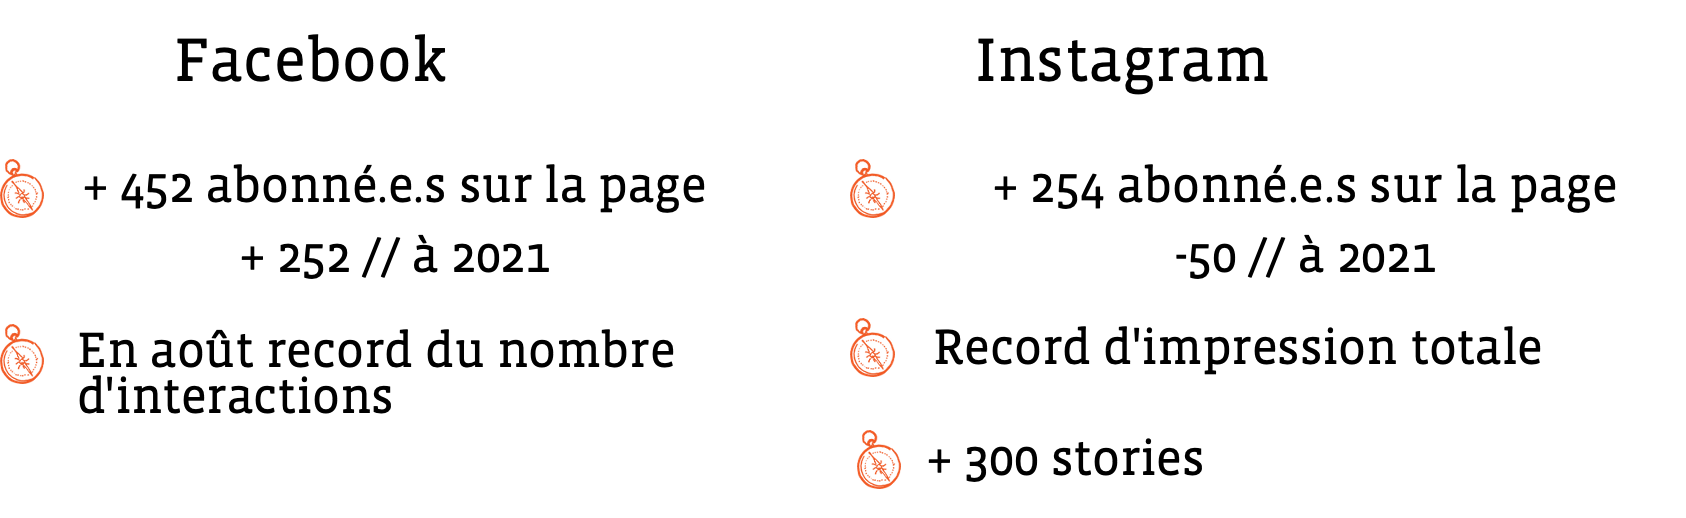 Facebook
+ 452 abonné.e.s sur la page
+ 252 // à 2021
En août record du nombre
d'interactions
Instagram
+ 254 abonné.e.s sur la page
-50 // à 2021
Record d'impression totale
+ 300 stories